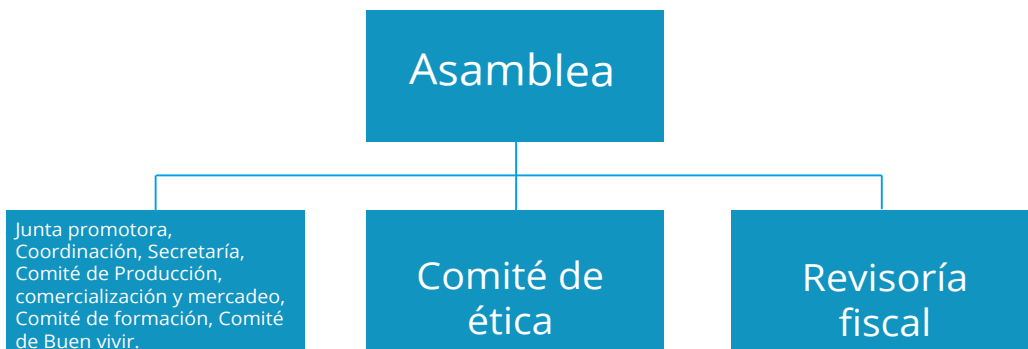 Asamblea
Junta promotora,
Coordinación, Secretaría,
Comité de Producción,
comercialización y mercadeo,
Comité de formación, Comité
de Buen vivir.
Comité de
ética
Revisoría
fiscal